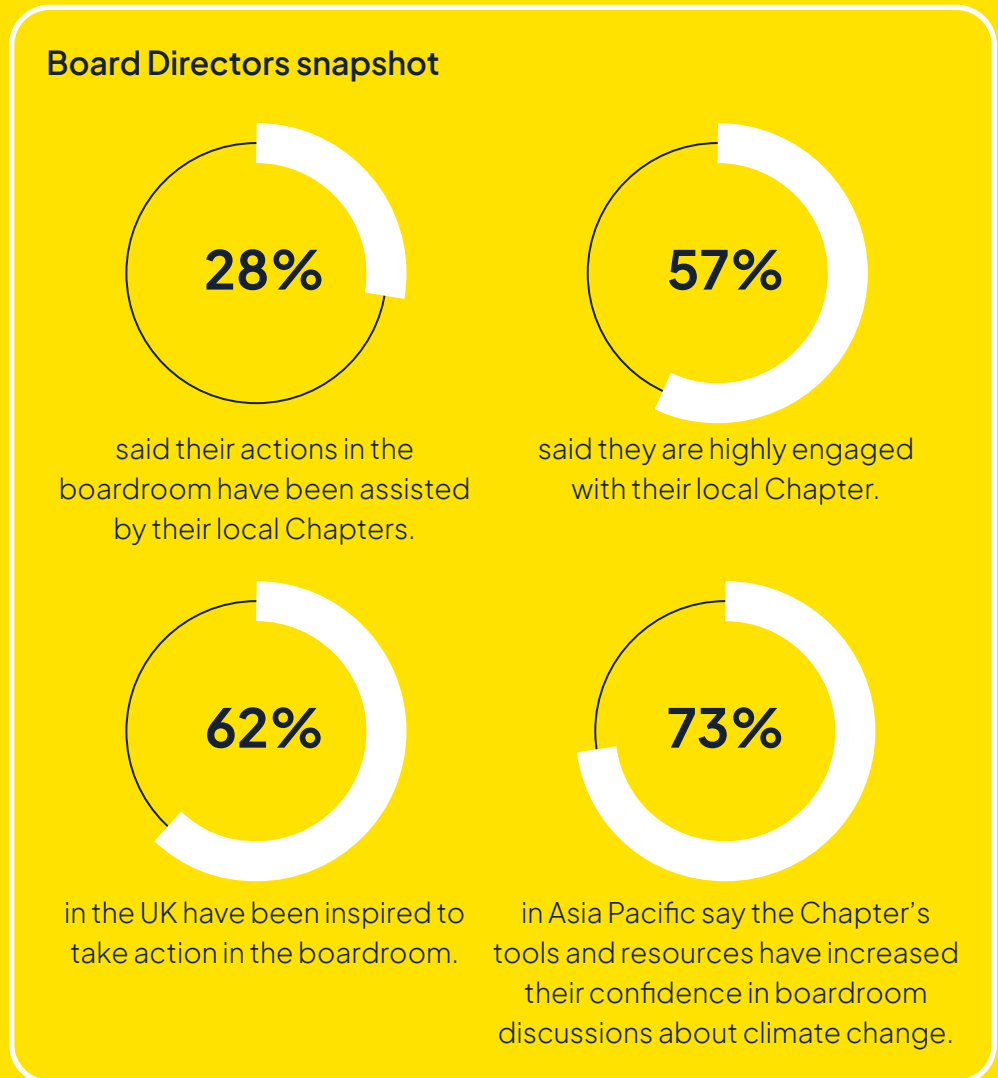 Board Directors snapshot
28%
said their actions in the
boardroom have been assisted
by their local Chapters.
57%
said they are highly engaged
with their local Chapter.
62%
in the UK have been inspired to
take action in the boardroom.
73%
in Asia Pacific say the Chapter’s
tools and resources have increased
their confidence in boardroom
discussions about climate change.